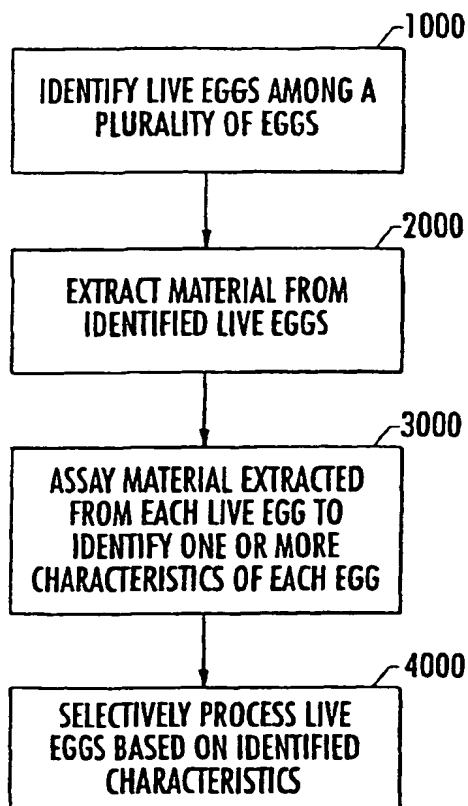 1000
IDENTIFY LIVE EGGS AMONG A
PLURALITY OF EGGS
2000
EXTRACT MATERIAL FROM
IDENTIFIED LIVE EGGS
3000
ASSAY MATERIAL EXTRACTED
FROM EACH LIVE EGG TO
IDENTIFY ONE OR MORE
CHARACTERISTICS OF EACH EGG
4000
SELECTIVELY PROCESS LIVE
EGGS BASED ON IDENTIFIED
CHARACTERISTICS